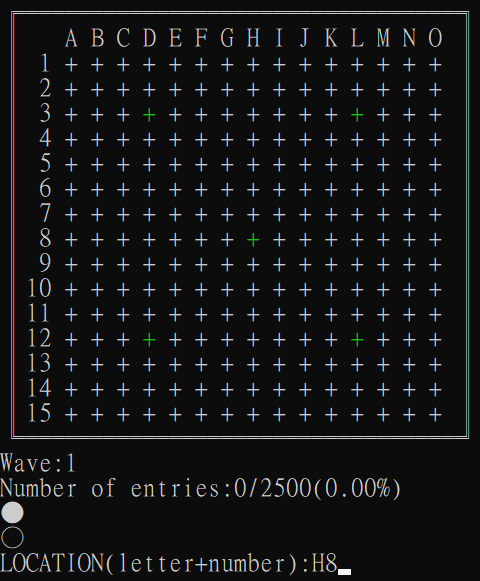 A B C D E F G H I J K L M N O
1 + + + + + + + + + + + + + + +
2 + + + + + + + + + + + + + + +
3 + + + + + + + + + + + + + + +
4 + + + + + + + + + + + + + + +
5 + + + + + + + + + + + + + + +
6 + + + + + + + + + + + + + + +
7 + + + + + + + + + + + + + + +
8 + + + + + + + + + + + + + + +
9 + + + + + + + + + + + + + + +
10 + + + + + + + + + + + + + + +
11 + + + + + + + + + + + + + + +
12 + + + + + + + + + + + + + + +
13 + + + + + + + + + + + + + + +
14 + + + + + + + + + + + + + + +
15 + + + + + + + + + + + + + + +
Wave:1
Number of entries:0/2500(0.00%)
●
○
LOCATION(letter+number):H8